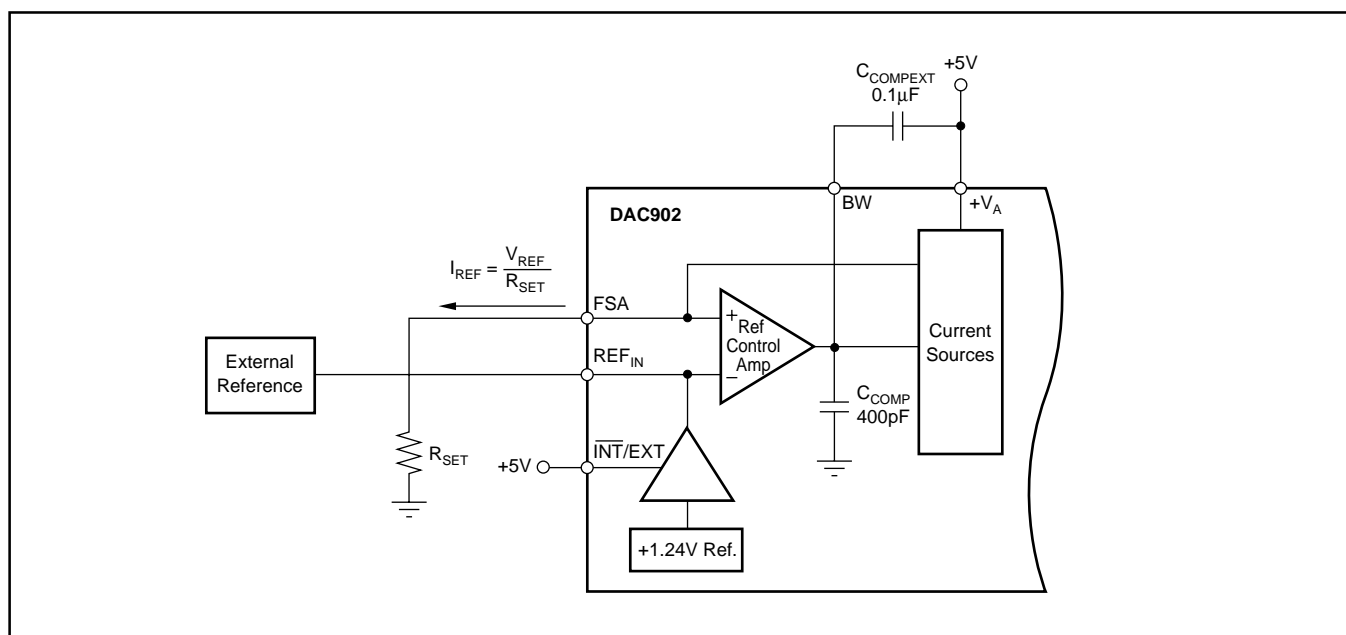 +5V
C_COMPEXT
0.1μF
BW
+V_A
DAC902
I_REF = V_REF / R_SET
FSA
+
Ref
Control
Amp
–
Current
Sources
External
Reference
REF_IN
C_COMP
400pF
R_SET
+5V
I̅N̅T̅/EXT
+1.24V Ref.